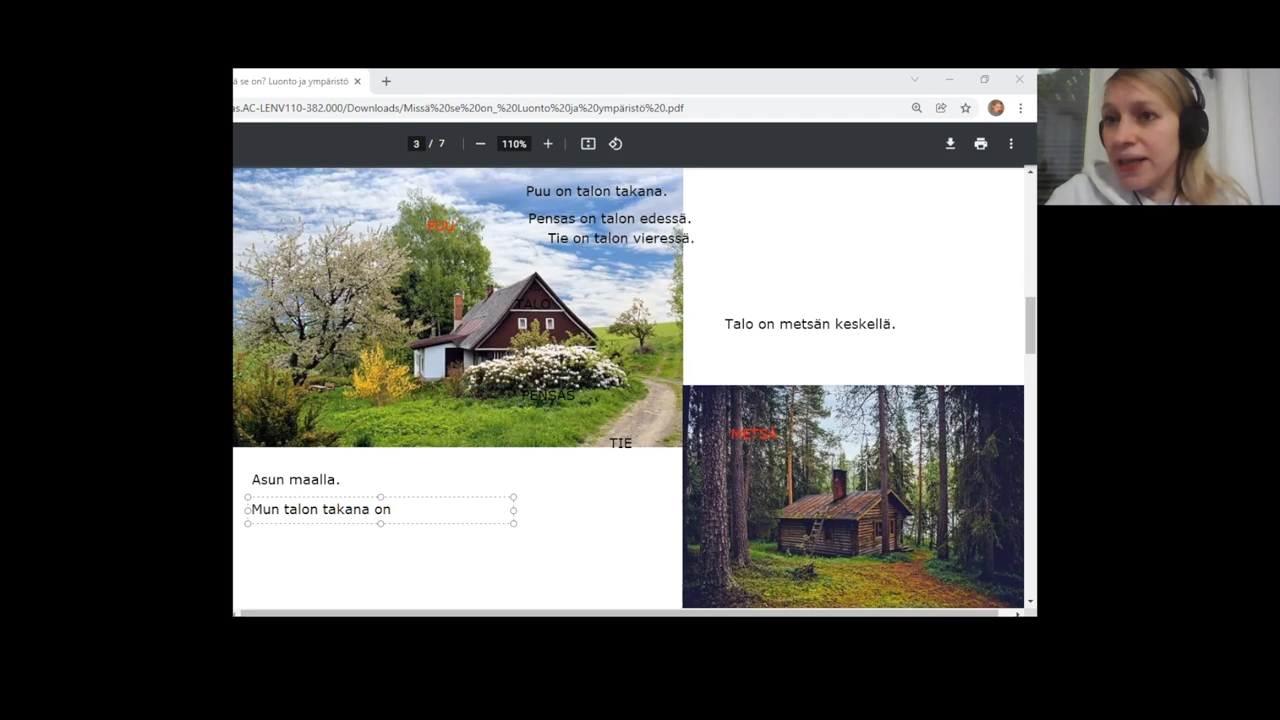 ä se on? Luonto ja ympäristö
as.AC-LENV110-382.000/Downloads/Missä%20se%20on_%20Luonto%20ja%20ympäristö%20.pdf
3 / 7
110%
Puu on talon takana.
Pensas on talon edessä.
PUU
Tie on talon vieressä.
TALO
Talo on metsän keskellä.
PENSAS
METSÄ
TIE
Asun maalla.
Mun talon takana on